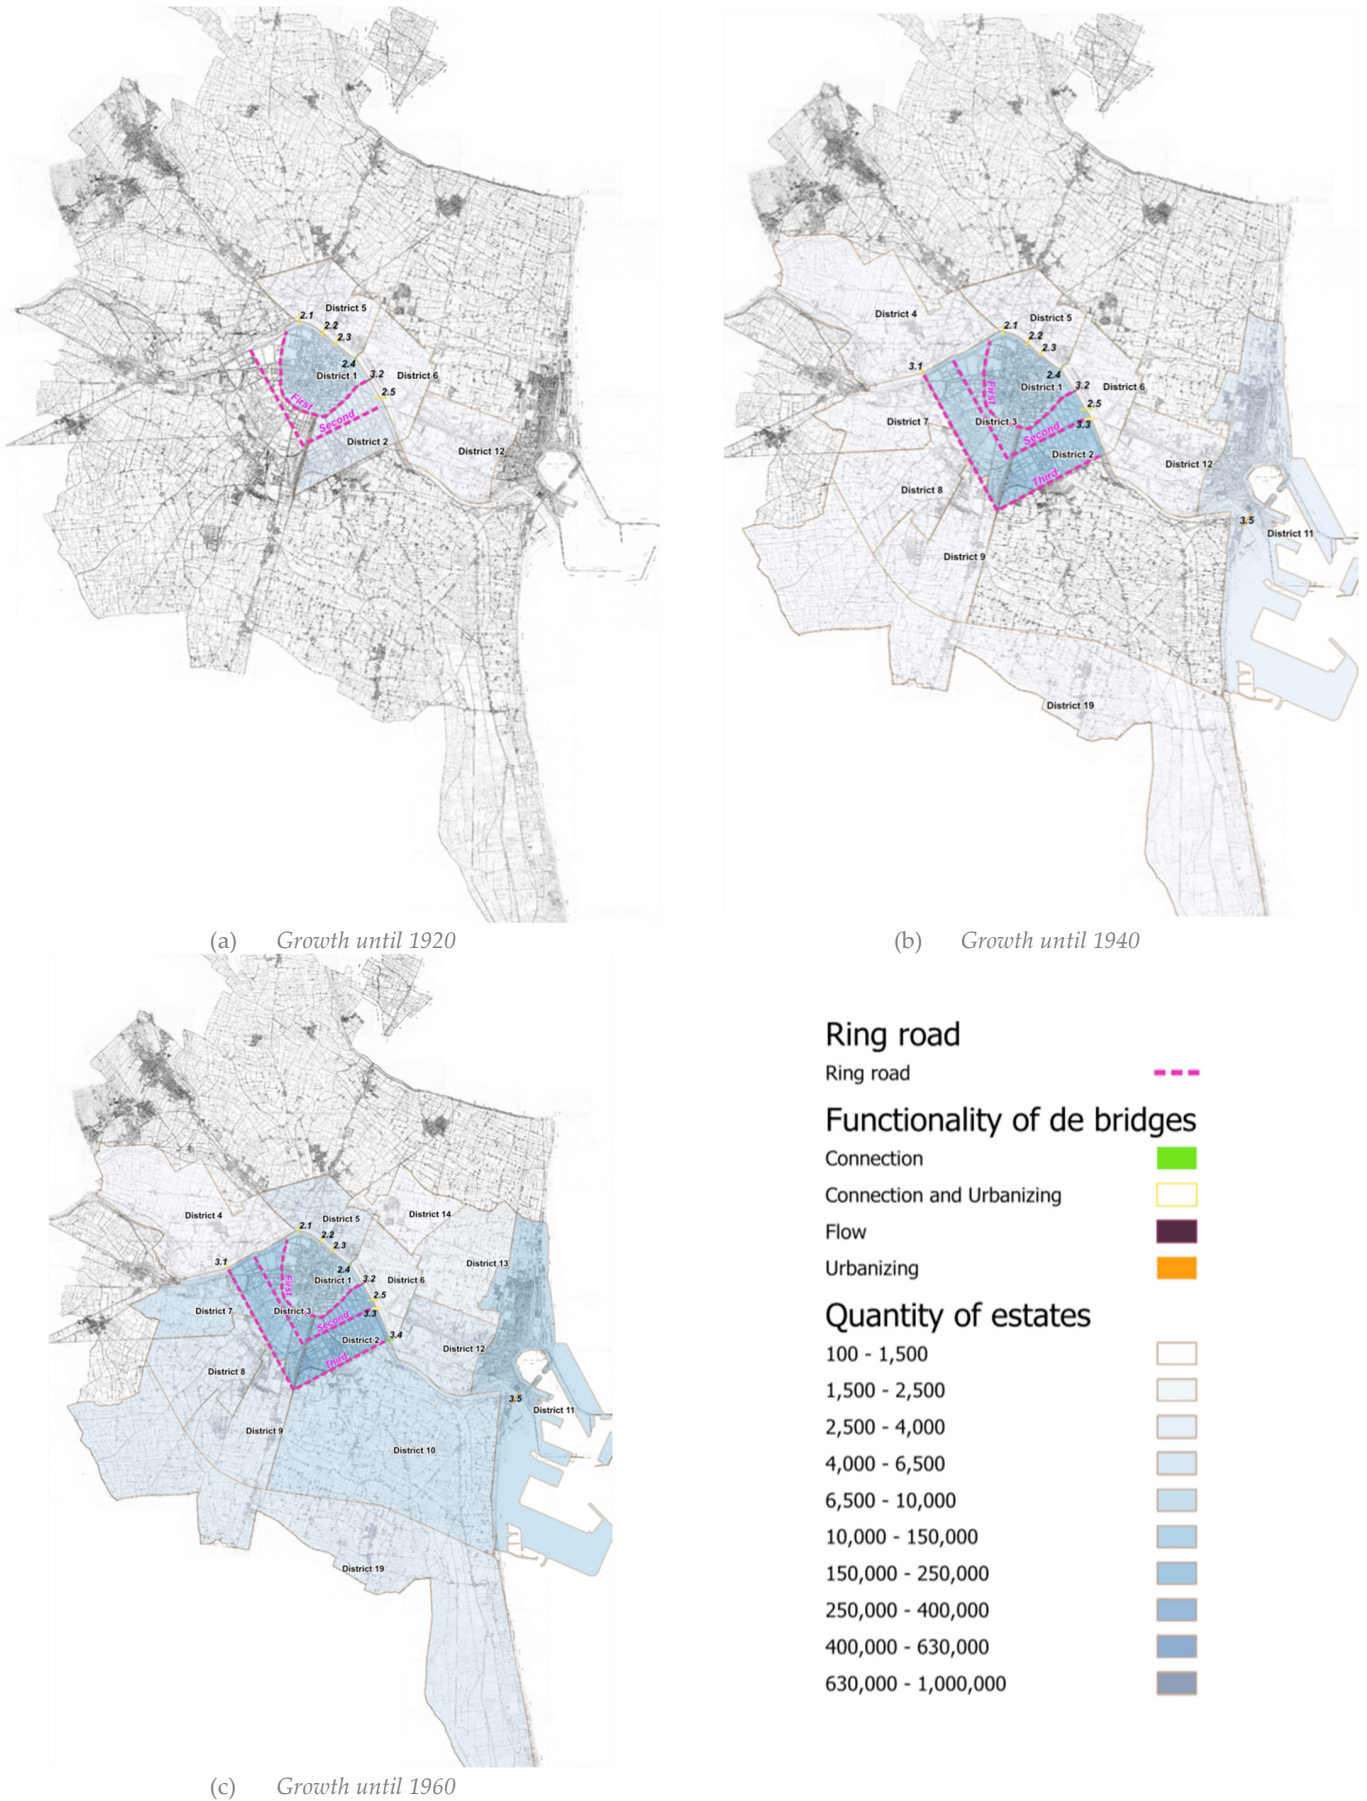 District 5
2.1
2.2
2.3
2.4
District 1
3.2
District 6
2.5
First
Second
District 2
District 12
(a) Growth until 1920
District 4
2.1
District 5
2.2
2.3
3.1
2.4
District 1
3.2
District 6
First
2.5
District 7
District 3
3.3
Second
District 2
District 12
Third
District 8
3.5
District 11
District 9
District 19
(b) Growth until 1940
District 4
2.1
District 5
District 14
2.2
2.3
3.1
2.4
District 13
District 1
3.2
District 6
First
2.5
District 7
District 3
3.3
Second
District 2
3.4
District 12
Third
District 8
3.5
District 11
District 9
District 10
District 19
(c) Growth until 1960
Ring road
Ring road
Functionality of de bridges
Connection
Connection and Urbanizing
Flow
Urbanizing
Quantity of estates
100 - 1,500
1,500 - 2,500
2,500 - 4,000
4,000 - 6,500
6,500 - 10,000
10,000 - 150,000
150,000 - 250,000
250,000 - 400,000
400,000 - 630,000
630,000 - 1,000,000